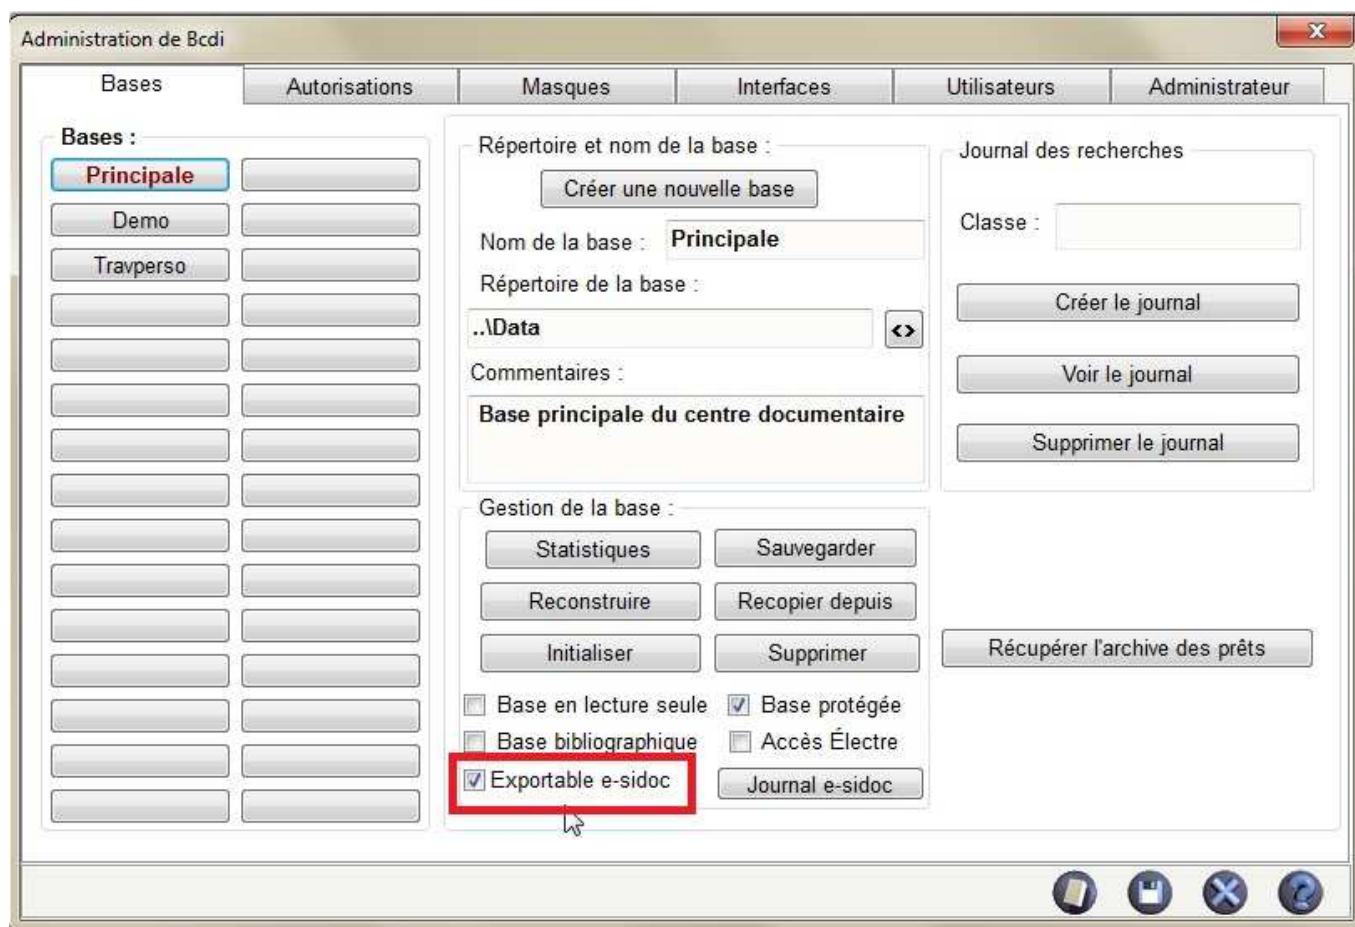 Administration de Bcdi
Bases
Autorisations
Masques
Interfaces
Utilisateurs
Administrateur
Bases :
Principale
Demo
Travperso
Répertoire et nom de la base :
Créer une nouvelle base
Nom de la base : Principale
Répertoire de la base :
..\Data
<>
Commentaires :
Base principale du centre documentaire
Journal des recherches
Classe :
Créer le journal
Voir le journal
Supprimer le journal
Gestion de la base :
Statistiques
Sauvegarder
Reconstruire
Recopier depuis
Initialiser
Supprimer
Récupérer l'archive des prêts
Base en lecture seule
Base protégée
Base bibliographique
Accès Électre
Exportable e-sidoc
Journal e-sidoc